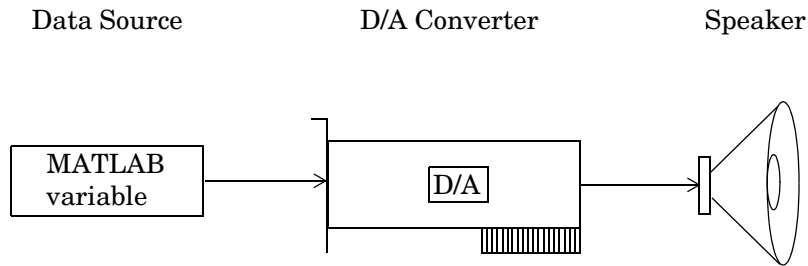 Data Source
D/A Converter
Speaker
MATLAB
variable
D/A